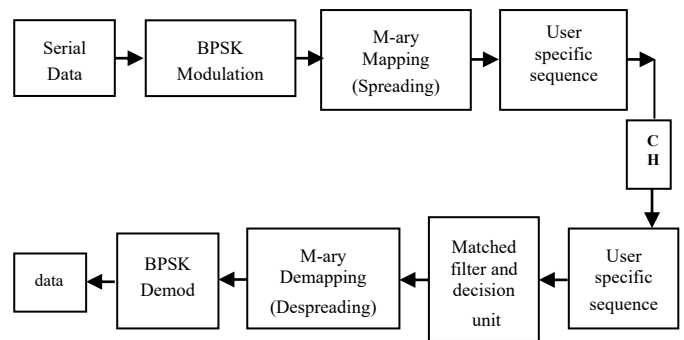 Serial
Data
BPSK
Modulation
M-ary
Mapping
(Spreading)
User
specific
sequence
C
H
data
BPSK
Demod
M-ary
Demapping
(Despreading)
Matched
filter and
decision
unit
User
specific
sequence